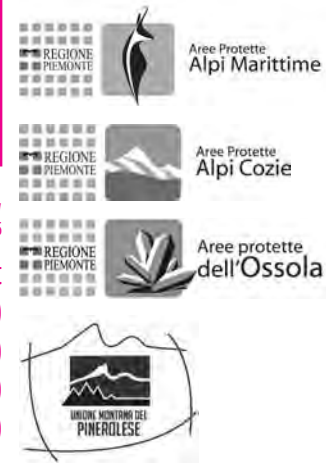 REGIONE
PIEMONTE
Aree Protette
Alpi Marittime
REGIONE
PIEMONTE
Aree Protette
Alpi Cozie
REGIONE
PIEMONTE
Aree protette
dell'Ossola
UNIONE MONTANA DEL
PINEROLESE